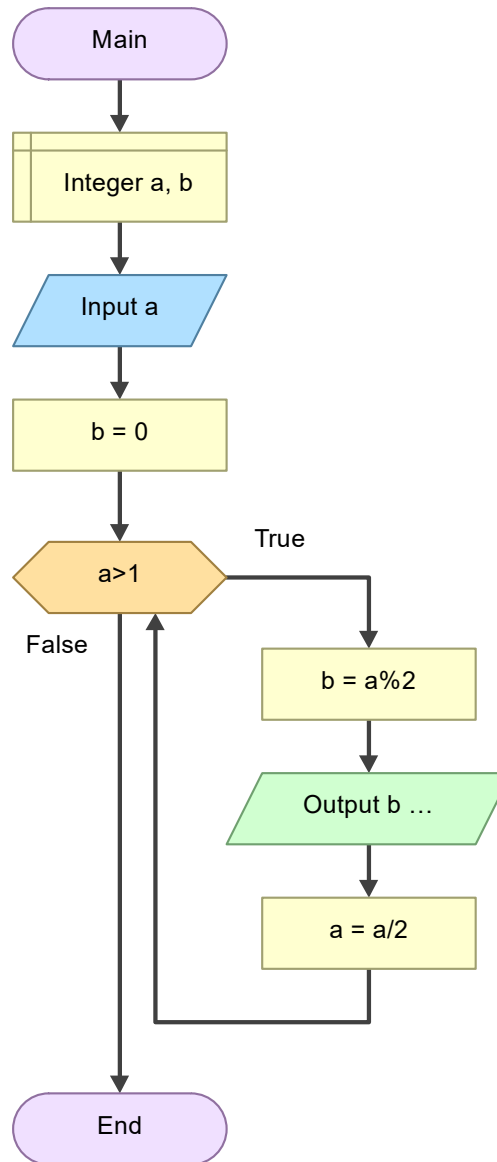 Main
Integer a, b
Input a
b = 0
a>1
True
False
b = a%2
Output b …
a = a/2
End